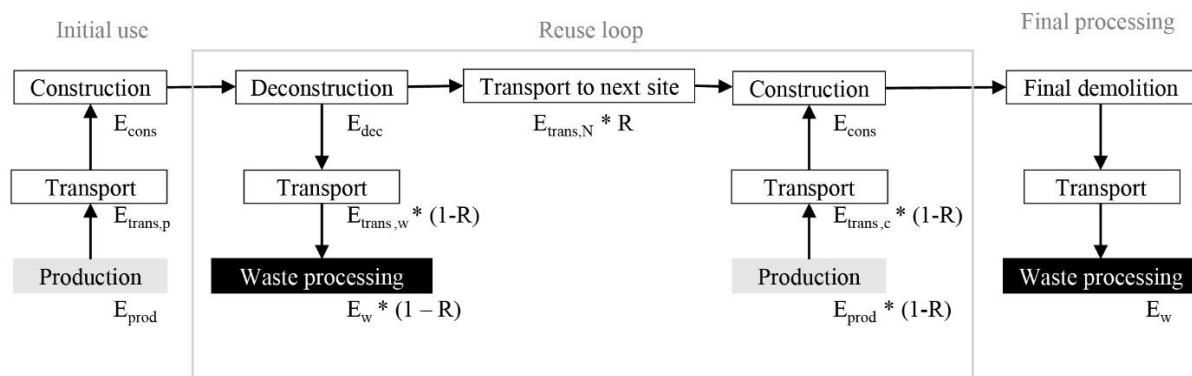 Initial use
Reuse loop
Final processing
Construction
Deconstruction
Transport to next site
Construction
Final demolition
E_cons
E_dec
E_trans,N * R
E_cons
Transport
Transport
Transport
Transport
E_trans,p
E_trans,w * (1-R)
E_trans,c * (1-R)
Production
Waste processing
Production
Waste processing
E_prod
E_w * (1 – R)
E_prod * (1-R)
E_w